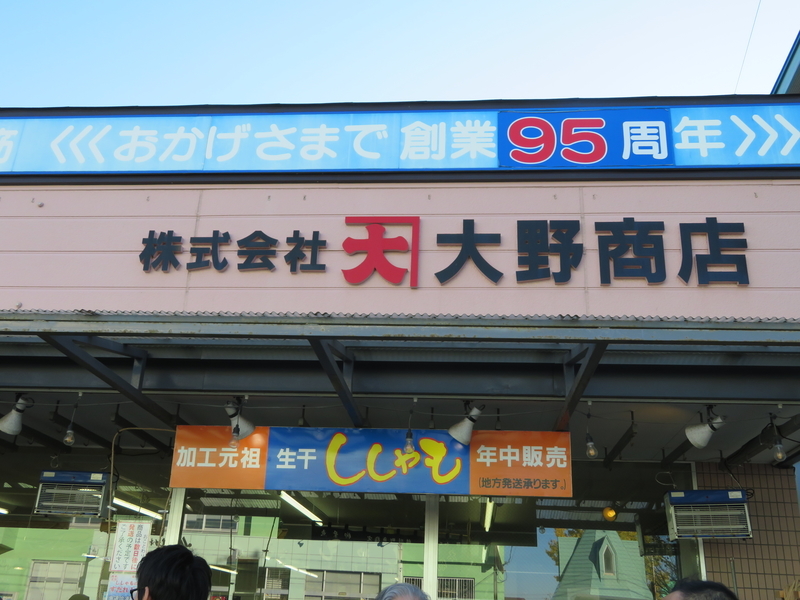 <<<おかげさまで 創業95周年>>>
株式会社 大 大野商店
加工元祖 生干 ししゃも 年中販売
(地方発送承ります。)